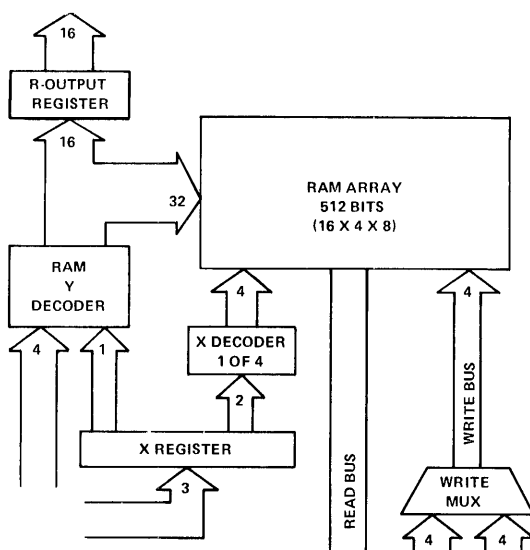 16
R-OUTPUT
REGISTER
16
32
RAM ARRAY
512 BITS
(16 X 4 X 8)
RAM
Y
DECODER
4
4
4
1
X DECODER
1 OF 4
2
X REGISTER
3
READ BUS
WRITE BUS
WRITE
MUX
4
4